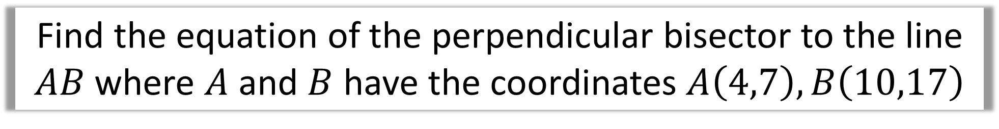 Find the equation of the perpendicular bisector to the line
AB where A and B have the coordinates A(4,7), B(10,17)